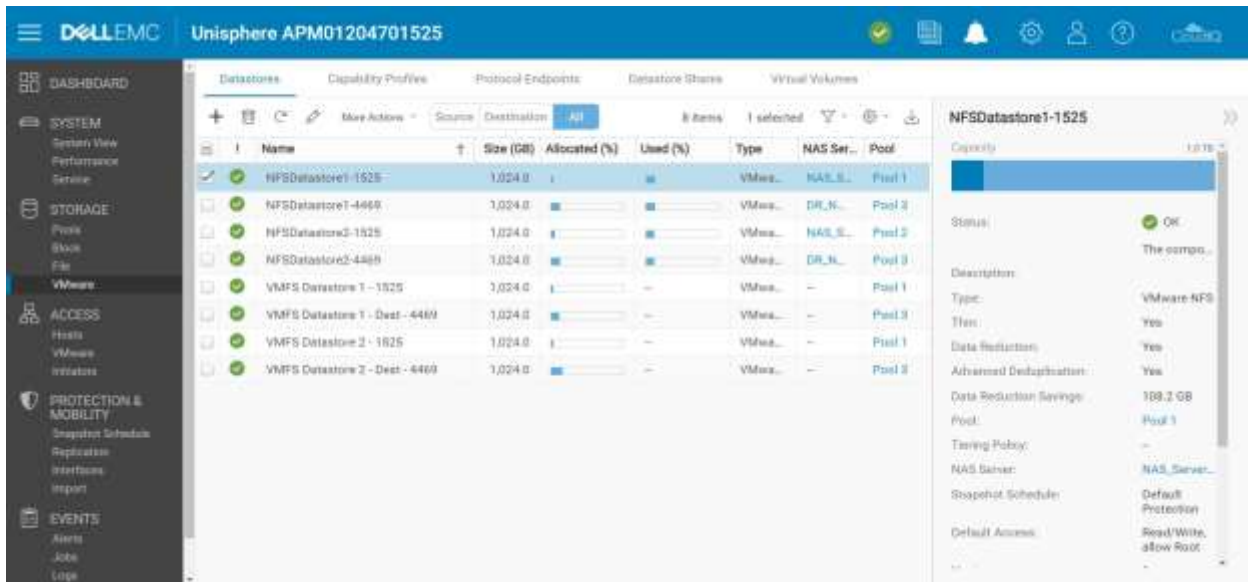 DELLEMC Unisphere APM01204701525
DASHBOARD
SYSTEM
System View
Performance
Service
STORAGE
Pools
Block
File
VMware
ACCESS
Hosts
VMware
Initiators
PROTECTION &
MOBILITY
Snapshot Schedule
Replication
Interfaces
Import
EVENTS
Alerts
Jobs
Logs
Datastores Capability Profiles Protocol Endpoints Datastore Shares Virtual Volumes
More Actions Source Destination All 8 items 1 selected
! Name Size (GB) Allocated (%) Used (%) Type NAS Ser... Pool
NFSDatastore1-1525 1,024.0 VMwa... NAS_S... Pool 1
NFSDatastore1-4469 1,024.0 VMwa... DR_N... Pool 3
NFSDatastore2-1525 1,024.0 VMwa... NAS_S... Pool 2
NFSDatastore2-4469 1,024.0 VMwa... DR_N... Pool 3
VMFS Datastore 1 - 1525 1,024.0 -- VMwa... -- Pool 1
VMFS Datastore 1 - Dest - 4469 1,024.0 -- VMwa... -- Pool 3
VMFS Datastore 2 - 1525 1,024.0 -- VMwa... -- Pool 1
VMFS Datastore 2 - Dest - 4469 1,024.0 -- VMwa... -- Pool 3
NFSDatastore1-1525
Capacity 1.0 TB
Status: OK
The compo...
Description:
Type: VMware NFS
Thin: Yes
Data Reduction: Yes
Advanced Deduplication: Yes
Data Reduction Savings: 108.2 GB
Pool: Pool 1
Tiering Policy: --
NAS Server: NAS_Server...
Snapshot Schedule: Default
Protection
Default Access: Read/Write,
allow Root